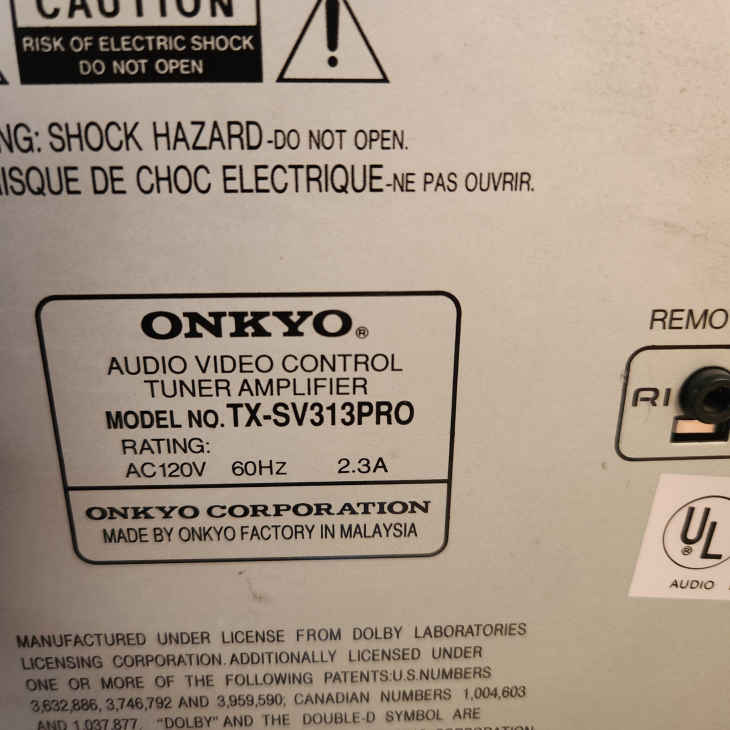 CAUTION
RISK OF ELECTRIC SHOCK
DO NOT OPEN
!
NG: SHOCK HAZARD-DO NOT OPEN.
ISQUE DE CHOC ELECTRIQUE-NE PAS OUVRIR.
ONKYO®
AUDIO VIDEO CONTROL
TUNER AMPLIFIER
MODEL NO. TX-SV313PRO
RATING:
AC120V 60Hz 2.3A
ONKYO CORPORATION
MADE BY ONKYO FACTORY IN MALAYSIA
REMO
RI
UL®
AUDIO
MANUFACTURED UNDER LICENSE FROM DOLBY LABORATORIES
LICENSING CORPORATION. ADDITIONALLY LICENSED UNDER
ONE OR MORE OF THE FOLLOWING PATENTS:U.S.NUMBERS
3,632,886, 3,746,792 AND 3,959,590; CANADIAN NUMBERS 1,004,603
AND 1,037,877. "DOLBY" AND THE DOUBLE-D SYMBOL ARE